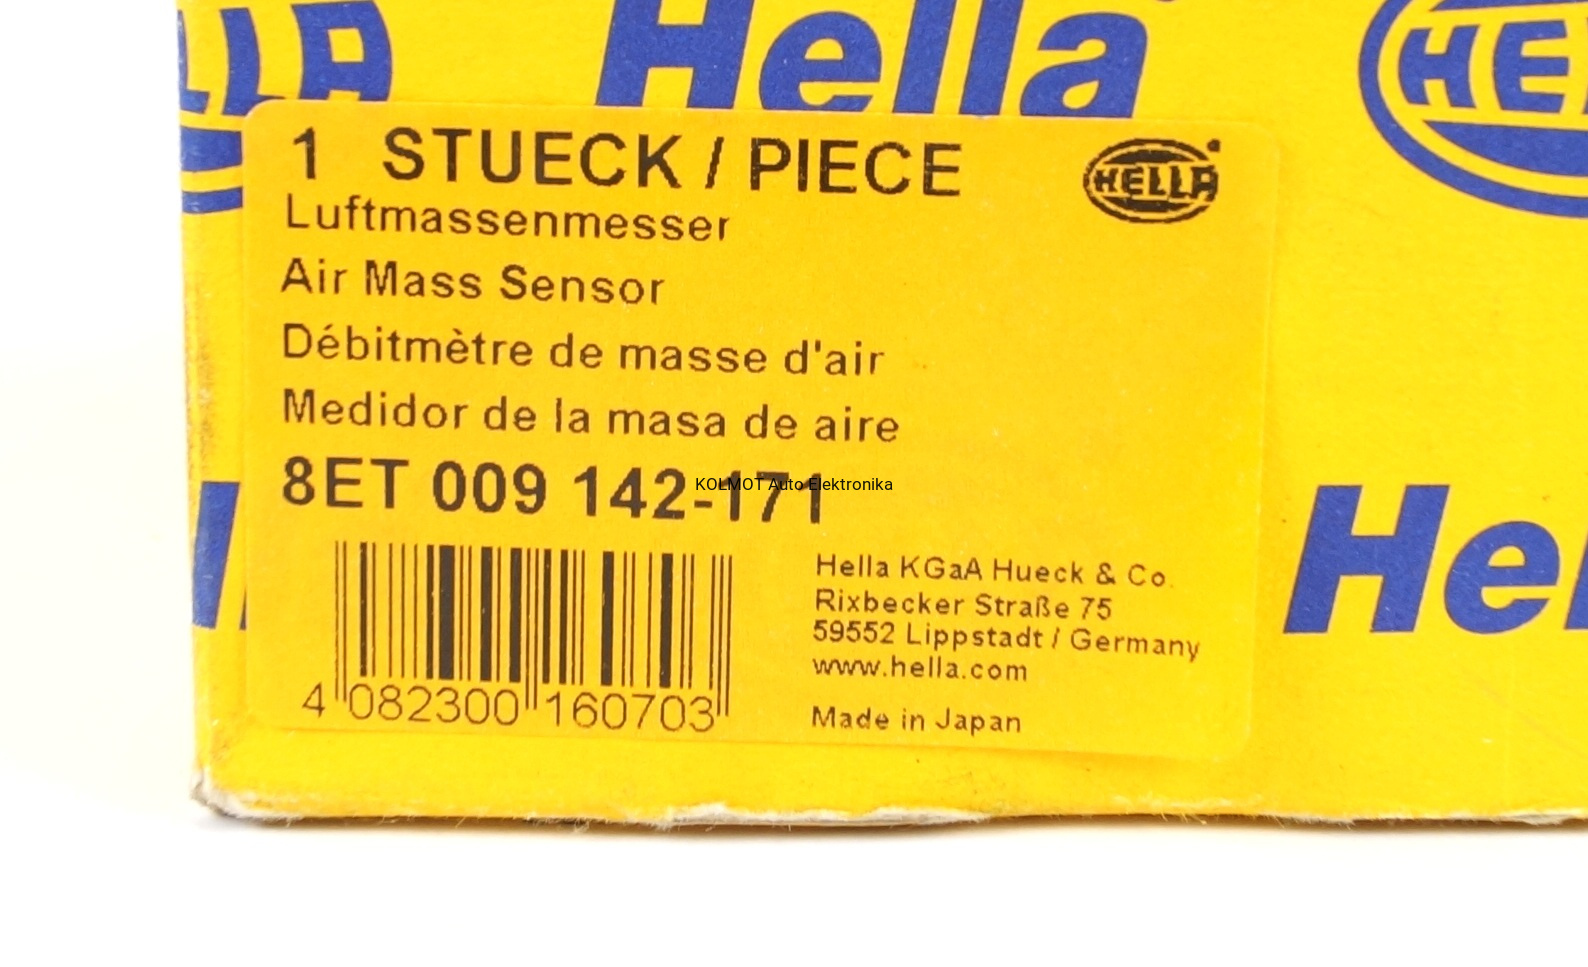 Hella
HELLA
1 STUECK / PIECE
HELLA
Luftmassenmesser
Air Mass Sensor
Débitmètre de masse d'air
Medidor de la masa de aire
8ET 009 142-171
KOLMOT Auto Elektronika
Hella KGaA Hueck & Co.
Rixbecker Straße 75
59552 Lippstadt / Germany
www.hella.com
Made in Japan
4 082300 160703